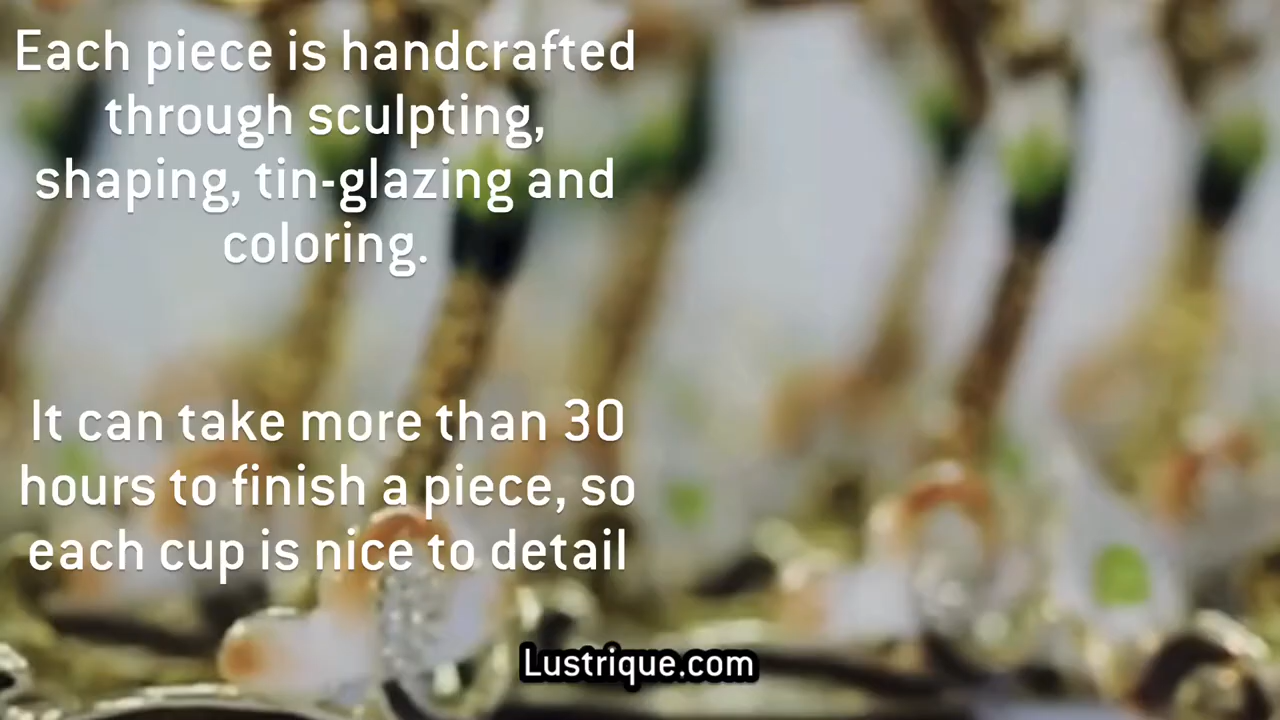 Each piece is handcrafted
through sculpting,
shaping, tin-glazing and
coloring.
It can take more than 30
hours to finish a piece, so
each cup is nice to detail
Lustrique.com